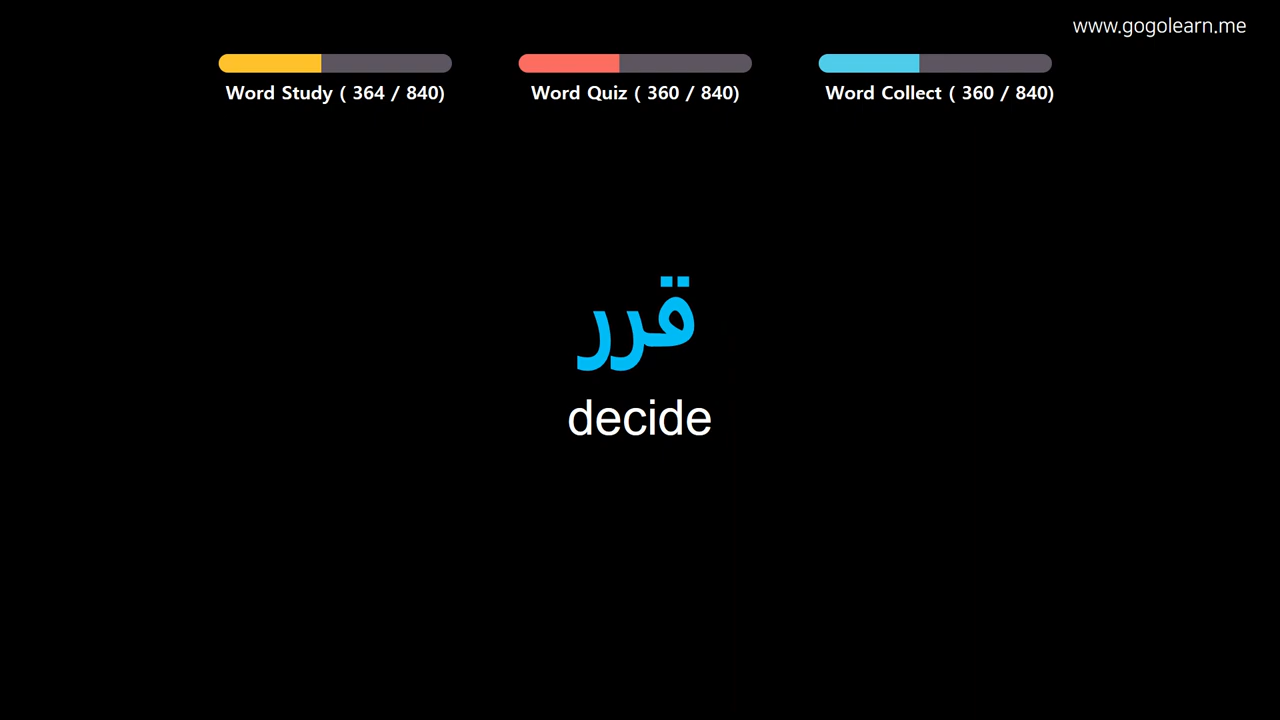 www.gogolearn.me
Word Study ( 364 / 840)
Word Quiz ( 360 / 840)
Word Collect ( 360 / 840)
قرر
decide